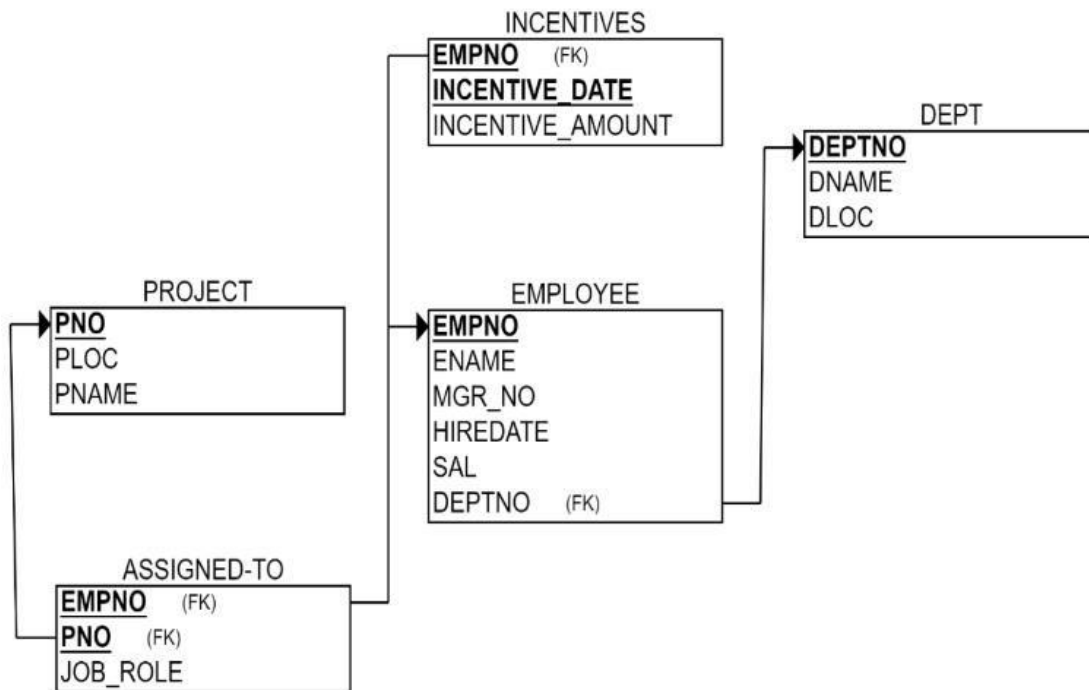 INCENTIVES
EMPNO (FK)
INCENTIVE_DATE
INCENTIVE_AMOUNT
DEPT
DEPTNO
DNAME
DLOC
PROJECT
PNO
PLOC
PNAME
EMPLOYEE
EMPNO
ENAME
MGR_NO
HIREDATE
SAL
DEPTNO (FK)
ASSIGNED-TO
EMPNO (FK)
PNO (FK)
JOB_ROLE